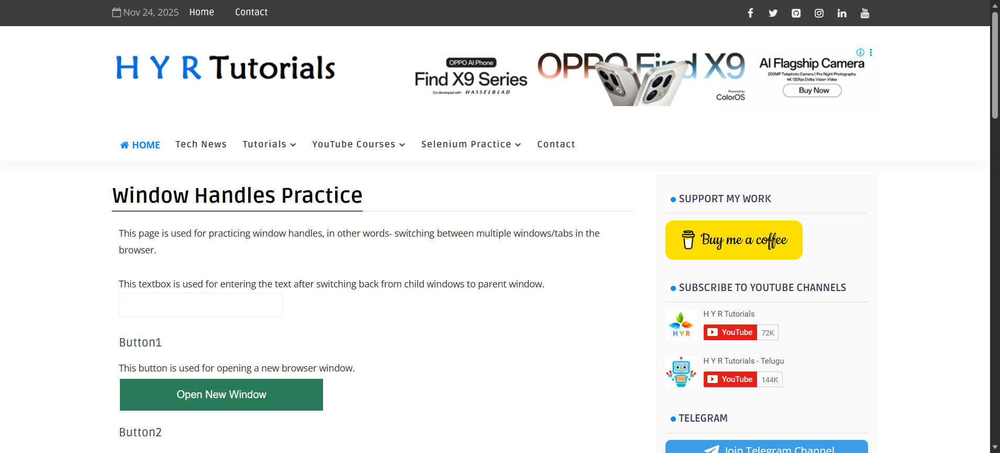 Nov 24, 2025 Home Contact
You Tube
H Y R Tutorials
OPPO AI Phone
Find X9 Series
Co-developed with HASSELBLAD
OPPO Find X9
Powered by
ColorOS
AI Flagship Camera
200MP Telephoto Camera | Pro Night Photography
4K 120fps Dolby Vision Video
Buy Now
HOME Tech News Tutorials YouTube Courses Selenium Practice Contact
Window Handles Practice
This page is used for practicing window handles, in other words- switching between multiple windows/tabs in the
browser.
This textbox is used for entering the text after switching back from child windows to parent window.
Button1
This button is used for opening a new browser window.
Open New Window
Button2
SUPPORT MY WORK
Buy me a coffee
SUBSCRIBE TO YOUTUBE CHANNELS
H Y R Tutorials
HYR
YouTube 72K
H Y R Tutorials - Telugu
YouTube 144K
TELEGRAM
Join Telegram Channel